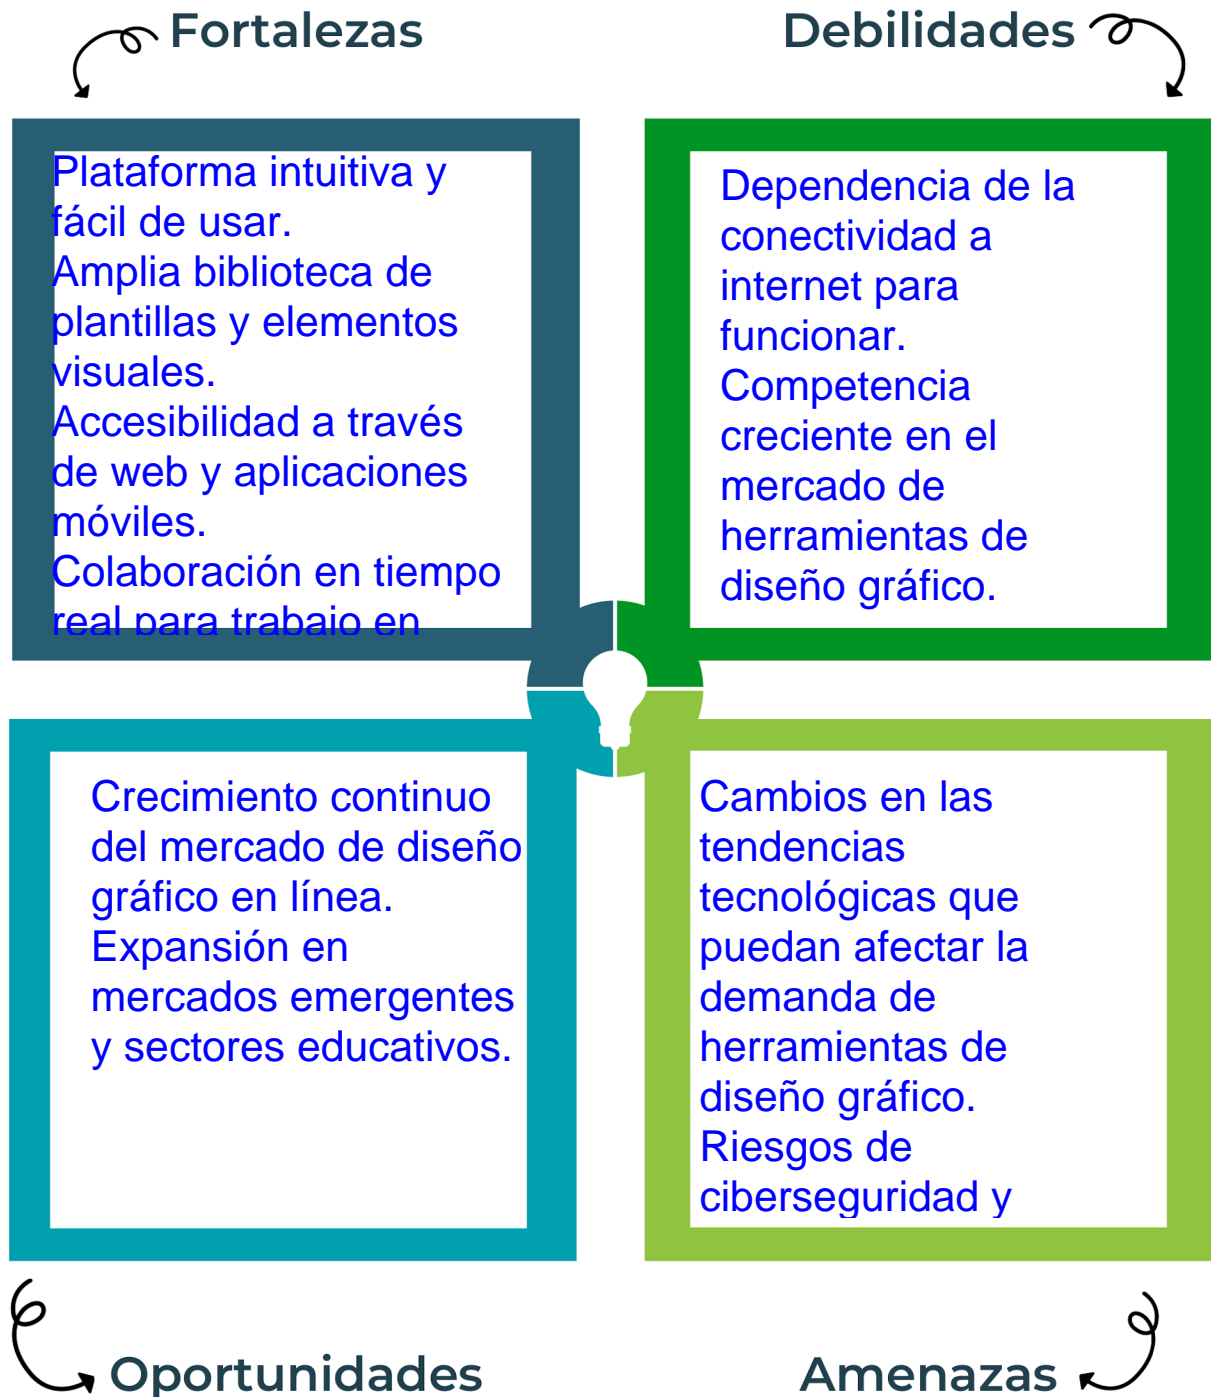 Fortalezas
Plataforma intuitiva y
fácil de usar.
Amplia biblioteca de
plantillas y elementos
visuales.
Accesibilidad a través
de web y aplicaciones
móviles.
Colaboración en tiempo
real para trabajo en
Debilidades
Dependencia de la
conectividad a
internet para
funcionar.
Competencia
creciente en el
mercado de
herramientas de
diseño gráfico.
Crecimiento continuo
del mercado de diseño
gráfico en línea.
Expansión en
mercados emergentes
y sectores educativos.
Oportunidades
Cambios en las
tendencias
tecnológicas que
puedan afectar la
demanda de
herramientas de
diseño gráfico.
Riesgos de
ciberseguridad y
Amenazas